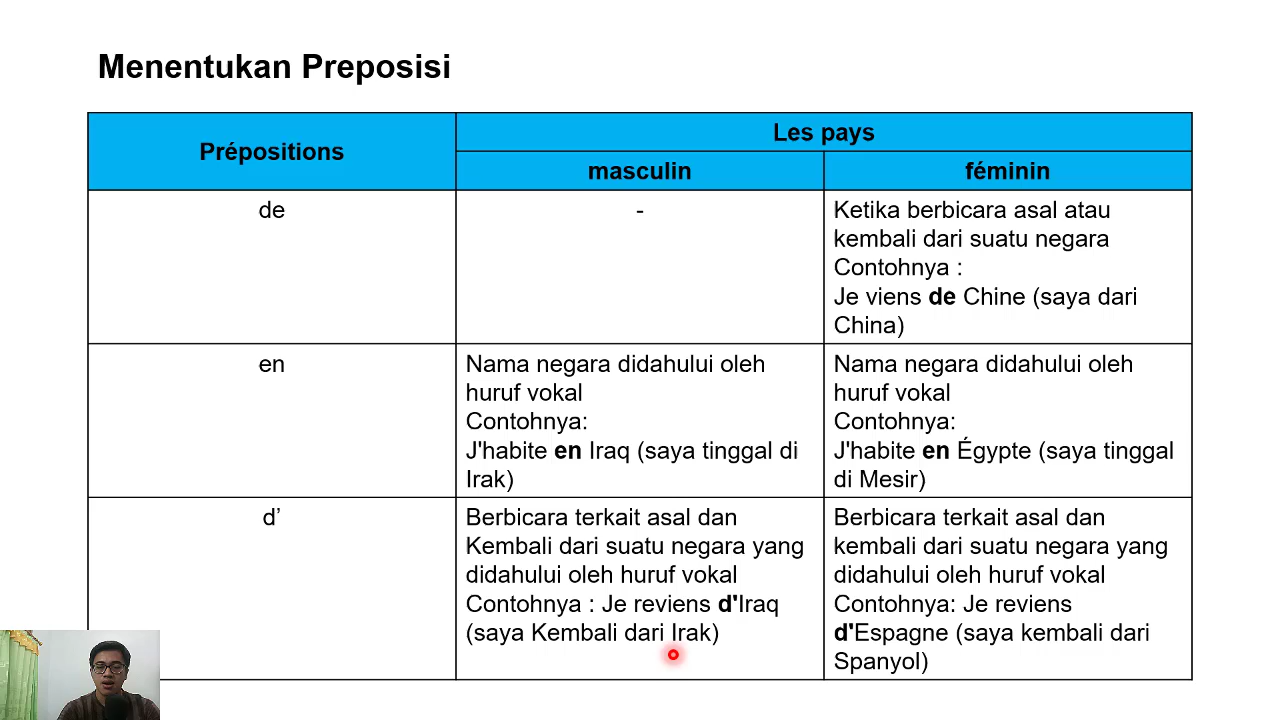 Menentukan Preposisi
Prépositions
Les pays
masculin
féminin
de
-
Ketika berbicara asal atau
kembali dari suatu negara
Contohnya :
Je viens de Chine (saya dari
China)
en
Nama negara didahului oleh
huruf vokal
Contohnya:
J'habite en Iraq (saya tinggal di
Irak)
Nama negara didahului oleh
huruf vokal
Contohnya:
J'habite en Égypte (saya tinggal
di Mesir)
d’
Berbicara terkait asal dan
Kembali dari suatu negara yang
didahului oleh huruf vokal
Contohnya : Je reviens d'Iraq
(saya Kembali dari Irak)
Berbicara terkait asal dan
kembali dari suatu negara yang
didahului oleh huruf vokal
Contohnya: Je reviens
d'Espagne (saya kembali dari
Spanyol)